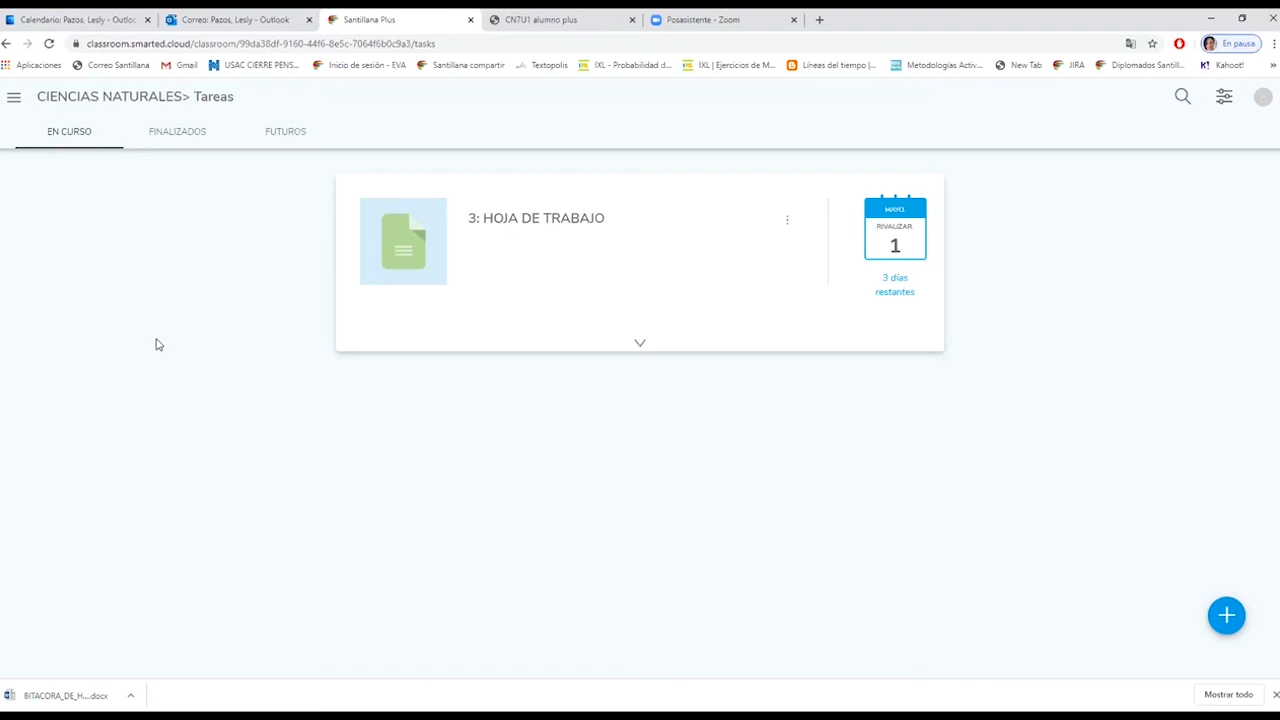 Calendario: Pazos, Lesly - Outloo
Correo: Pazos, Lesly - Outlook
Santillana Plus
CN7U1 alumno plus
Posasistente - Zoom
classroom.smarted.cloud/classroom/99da38df-9160-44f6-8e5c-7064f6b0c9a3/tasks
En pausa
Aplicaciones
Correo Santillana
Gmail
USAC CIERRE PENS...
Inicio de sesión - EVA
Santillana compartir
Textopolis
IXL - Probabilidad d...
IXL | Ejercicios de M...
Líneas del tiempo |...
Metodologías Activ...
New Tab
JIRA
Diplomados Santill...
Kahoot!
»
CIENCIAS NATURALES> Tareas
EN CURSO
FINALIZADOS
FUTUROS
3: HOJA DE TRABAJO
MAYO.
RIVALIZAR.
1
3 días
restantes
BITACORA_DE_H....docx
Mostrar todo